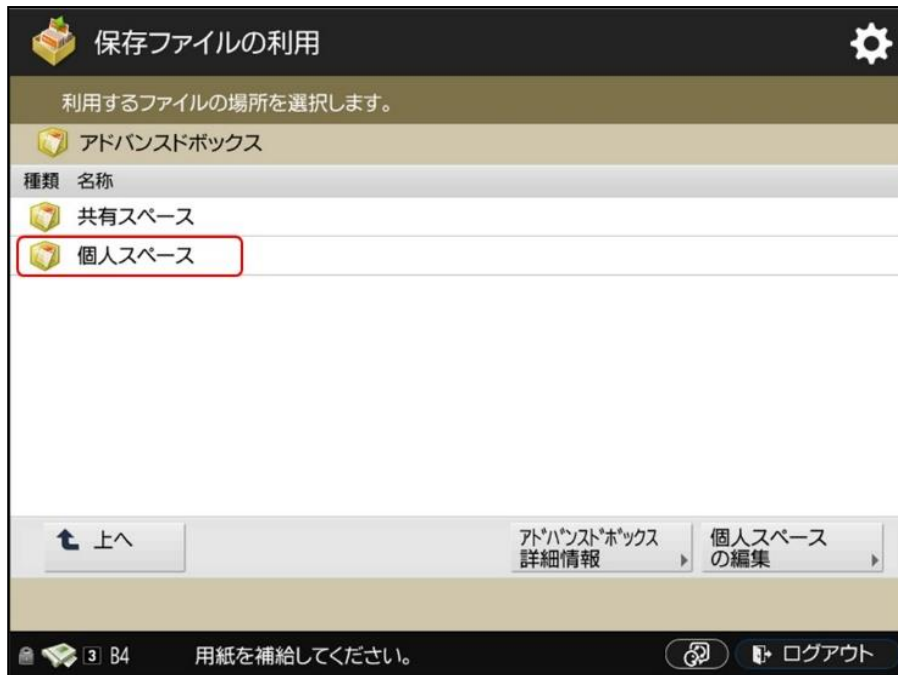 保存ファイルの利用
利用するファイルの場所を選択します。
アドバンスドボックス
種類 名称
共有スペース
個人スペース
上へ
ｱﾄﾞﾊﾞﾝｽﾄﾞﾎﾞｯｸｽ
詳細情報
個人スペース
の編集
3 B4 用紙を補給してください。 ログアウト